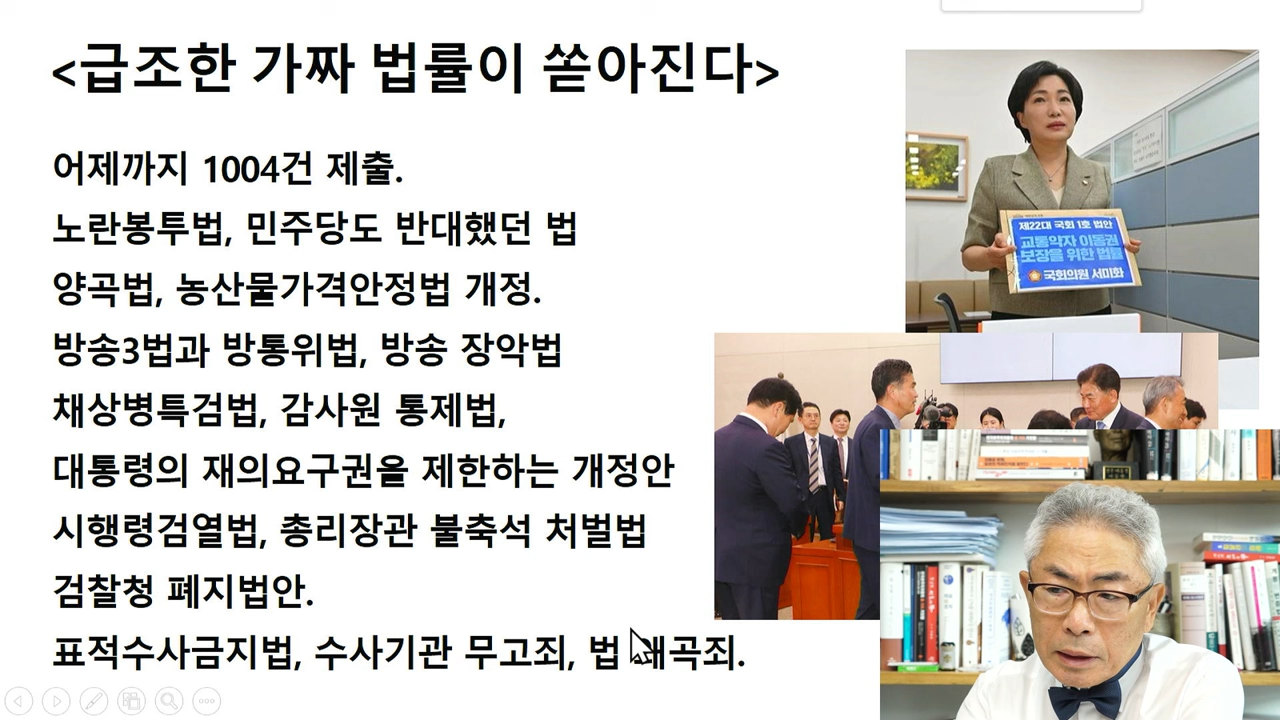 <급조한 가짜 법률이 쏟아진다>
어제까지 1004건 제출.
노란봉투법, 민주당도 반대했던 법
양곡법, 농산물가격안정법 개정.
방송3법과 방통위법, 방송 장악법
채상병특검법, 감사원 통제법,
대통령의 재의요구권을 제한하는 개정안
시행령검열법, 총리장관 불축석 처벌법
검찰청 폐지법안.
표적수사금지법, 수사기관 무고죄, 법 왜곡죄.
제22대 국회 1호 법안
교통약자 이동권
보장을 위한 법률
국회의원 서미화